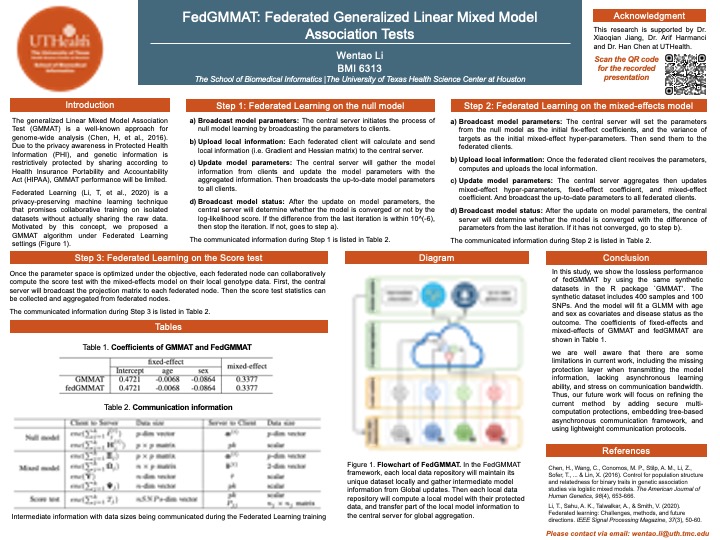 UTHealth
The University of Texas
Health Science Center at Houston
School of Biomedical
Informatics
FedGMMAT: Federated Generalized Linear Mixed Model
Association Tests
Wentao Li
BMI 6313
The School of Biomedical Informatics |The University of Texas Health Science Center at Houston
Acknowledgment
This research is supported by Dr.
Xiaoqian Jiang, Dr. Arif Harmanci
and Dr. Han Chen at UTHealth.
Scan the QR code
for the recorded
presentation
Introduction
The generalized Linear Mixed Model Association
Test (GMMAT) is a well-known approach for
genome-wide analysis (Chen, H, et al., 2016).
Due to the privacy awareness in Protected Health
Information (PHI), and genetic information is
restrictively protected by sharing according to
Health Insurance Portability and Accountability
Act (HIPAA), GMMAT performance will be limited.
Federated Learning (Li, T, et al., 2020) is a
privacy-preserving machine learning technique
that promises collaborative training on isolated
datasets without actually sharing the raw data.
Motivated by this concept, we proposed a
GMMAT algorithm under Federated Learning
settings (Figure 1).
Step 1: Federated Learning on the null model
a) Broadcast model parameters: The central server initiates the process of
null model learning by broadcasting the parameters to clients.
b) Upload local information: Each federated client will calculate and send
local information (i.e. Gradient and Hessian matrix) to the central server.
c) Update model parameters: The central server will gather the model
information from clients and update the model parameters with the
aggregated information. Then broadcasts the up-to-date model parameters
to all clients.
d) Broadcast model status: After the update on model parameters, the
central server will determine whether the model is converged or not by the
log-likelihood score. If the difference from the last iteration is within 10^(-6),
then stop the iteration. If not, goes to step a).
The communicated information during Step 1 is listed in Table 2.
Step 2: Federated Learning on the mixed-effects model
a) Broadcast model parameters: The central server will set the parameters
from the null model as the initial fix-effect coefficients, and the variance of
targets as the initial mixed-effect hyper-parameters. Then send them to the
federated clients.
b) Upload local information: Once the federated client receives the parameters,
computes and uploads the local information.
c) Update model parameters: The central server aggregates then updates
mixed-effect hyper-parameters, fixed-effect coefficient, and mixed-effect
coefficient. And broadcast the up-to-date parameters to all federated clients.
d) Broadcast model status: After the update on model parameters, the central
server will determine whether the model is converged with the difference of
parameters from the last iteration. If it has not converged, go to step b).
The communicated information during Step 2 is listed in Table 2.
Step 3: Federated Learning on the Score test
Once the parameter space is optimized under the objective, each federated node can collaboratively
compute the score test with the mixed-effects model on their local genotype data. First, the central
server will broadcast the projection matrix to each federated node. Then the score test statistics can
be collected and aggregated from federated nodes.
The communicated information during Step 3 is listed in Table 2.
Tables
Table 1. Coefficients of GMMAT and FedGMMAT
fixed-effect mixed-effect
Intercept age sex
GMMAT 0.4721 -0.0068 -0.0864 0.3377
fedGMMAT 0.4721 -0.0068 -0.0864 0.3377
Table 2. Communication information
Client to Server Data size Server to Client Data size
Null model
Mixed model
Score test
Intermediate information with data sizes being communicated during the Federated Learning training
Diagram
Figure 1. Flowchart of FedGMMAT. In the FedGMMAT
framework, each local data repository will maintain its
unique dataset locally and gather intermediate model
information from Global updates. Then each local data
repository will compute a local model with their protected
data, and transfer part of the local model information to
the central server for global aggregation.
Conclusion
In this study, we show the lossless performance
of fedGMMAT by using the same synthetic
datasets in the R package `GMMAT'. The
synthetic dataset includes 400 samples and 100
SNPs. And the model will fit a GLMM with age
and sex as covariates and disease status as the
outcome. The coefficients of fixed-effects and
mixed-effects of GMMAT and fedGMMAT are
shown in Table 1.
we are well aware that there are some
limitations in current work, including the missing
protection layer when transmitting the model
information, lacking asynchronous learning
ability, and stress on communication bandwidth.
Thus, our future work will focus on refining the
current method by adding secure multi-
computation protections, embedding tree-based
asynchronous communication framework, and
using lightweight communication protocols.
References
Chen, H., Wang, C., Conomos, M. P., Stilp, A. M., Li, Z.,
Sofer, T., ... & Lin, X. (2016). Control for population structure
and relatedness for binary traits in genetic association
studies via logistic mixed models. The American Journal of
Human Genetics, 98(4), 653-666.
Li, T., Sahu, A. K., Talwalkar, A., & Smith, V. (2020).
Federated learning: Challenges, methods, and future
directions. IEEE Signal Processing Magazine, 37(3), 50-60.
Please contact via email: wentao.li@uth.tmc.edu